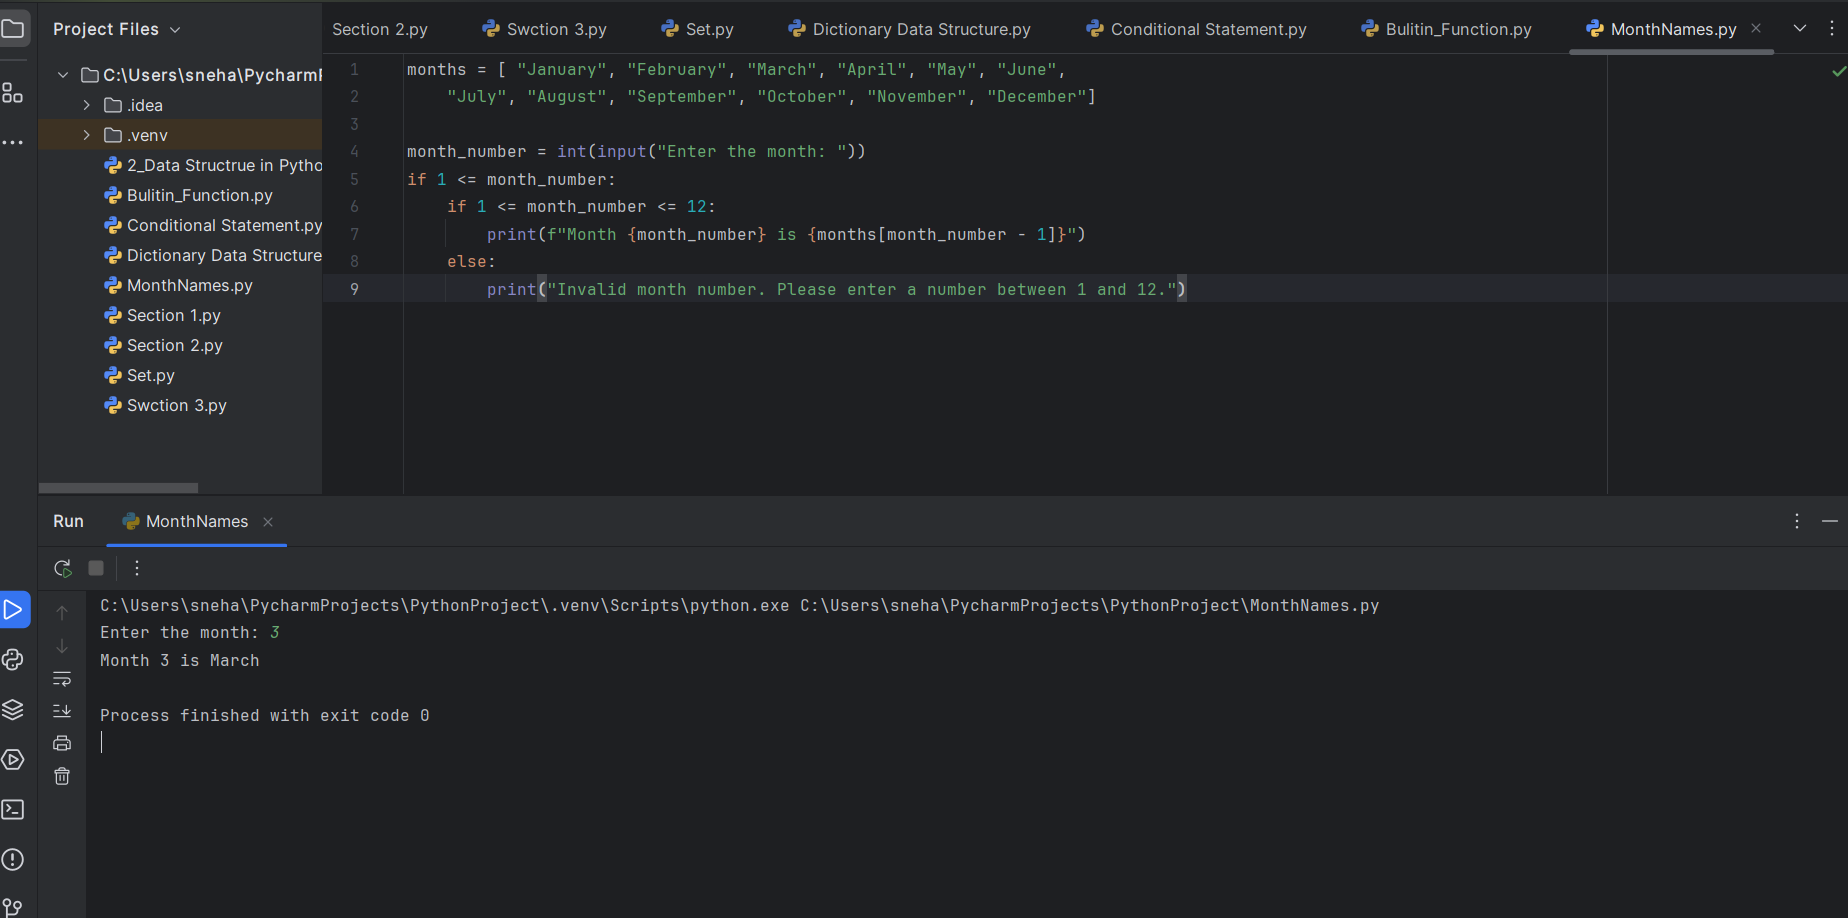 Project Files
Section 2.py
Swction 3.py
Set.py
Dictionary Data Structure.py
Conditional Statement.py
Bulitin_Function.py
MonthNames.py
C:\Users\sneha\PycharmP
.idea
.venv
2_Data Structrue in Pytho
Bulitin_Function.py
Conditional Statement.py
Dictionary Data Structure
MonthNames.py
Section 1.py
Section 2.py
Set.py
Swction 3.py
1 months = [ "January", "February", "March", "April", "May", "June",
2 "July", "August", "September", "October", "November", "December"]
3
4 month_number = int(input("Enter the month: "))
5 if 1 <= month_number:
6 if 1 <= month_number <= 12:
7 print(f"Month {month_number} is {months[month_number - 1]}")
8 else:
9 print("Invalid month number. Please enter a number between 1 and 12.")
Run
MonthNames
C:\Users\sneha\PycharmProjects\PythonProject\.venv\Scripts\python.exe C:\Users\sneha\PycharmProjects\PythonProject\MonthNames.py
Enter the month: 3
Month 3 is March
Process finished with exit code 0